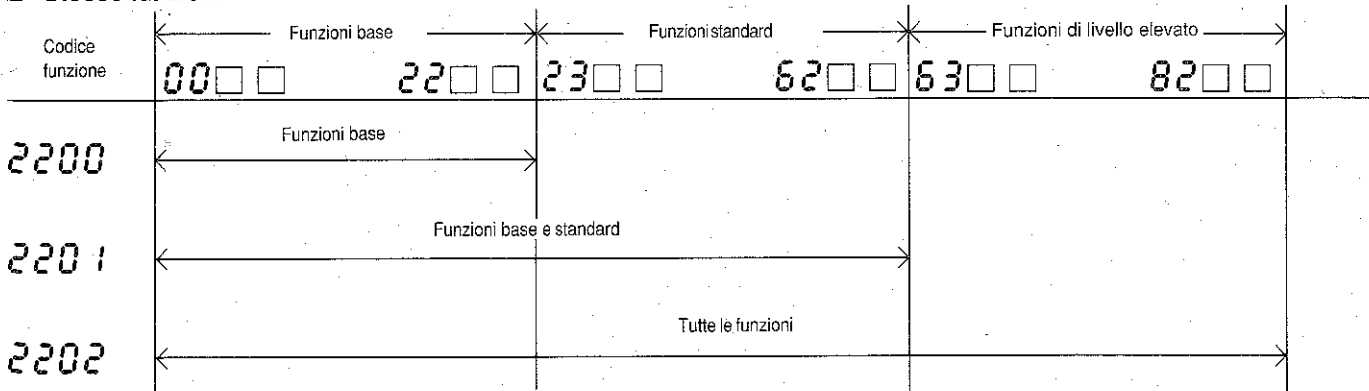 Codice
funzione
Funzioni base Funzioni standard Funzioni di livello elevato
00□ □ 22□ □ 23□ □ 62□ □ 63□ □ 82□ □
Funzioni base
2200
Funzioni base e standard
2201
Tutte le funzioni
2202